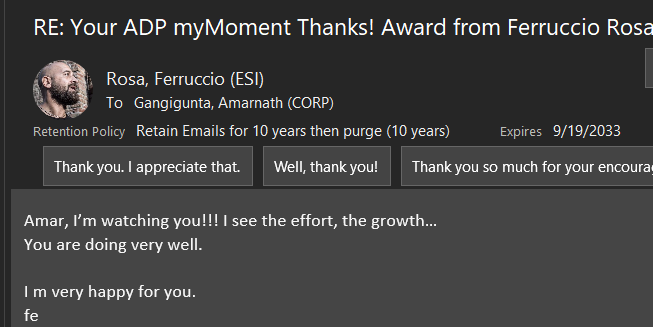 RE: Your ADP myMoment Thanks! Award from Ferruccio Rosa
Rosa, Ferruccio (ESI)
To Gangigunta, Amarnath (CORP)
Retention Policy Retain Emails for 10 years then purge (10 years) Expires 9/19/2033
Thank you. I appreciate that. Well, thank you! Thank you so much for your encoura
Amar, I’m watching you!!! I see the effort, the growth...
You are doing very well.
I m very happy for you.
fe